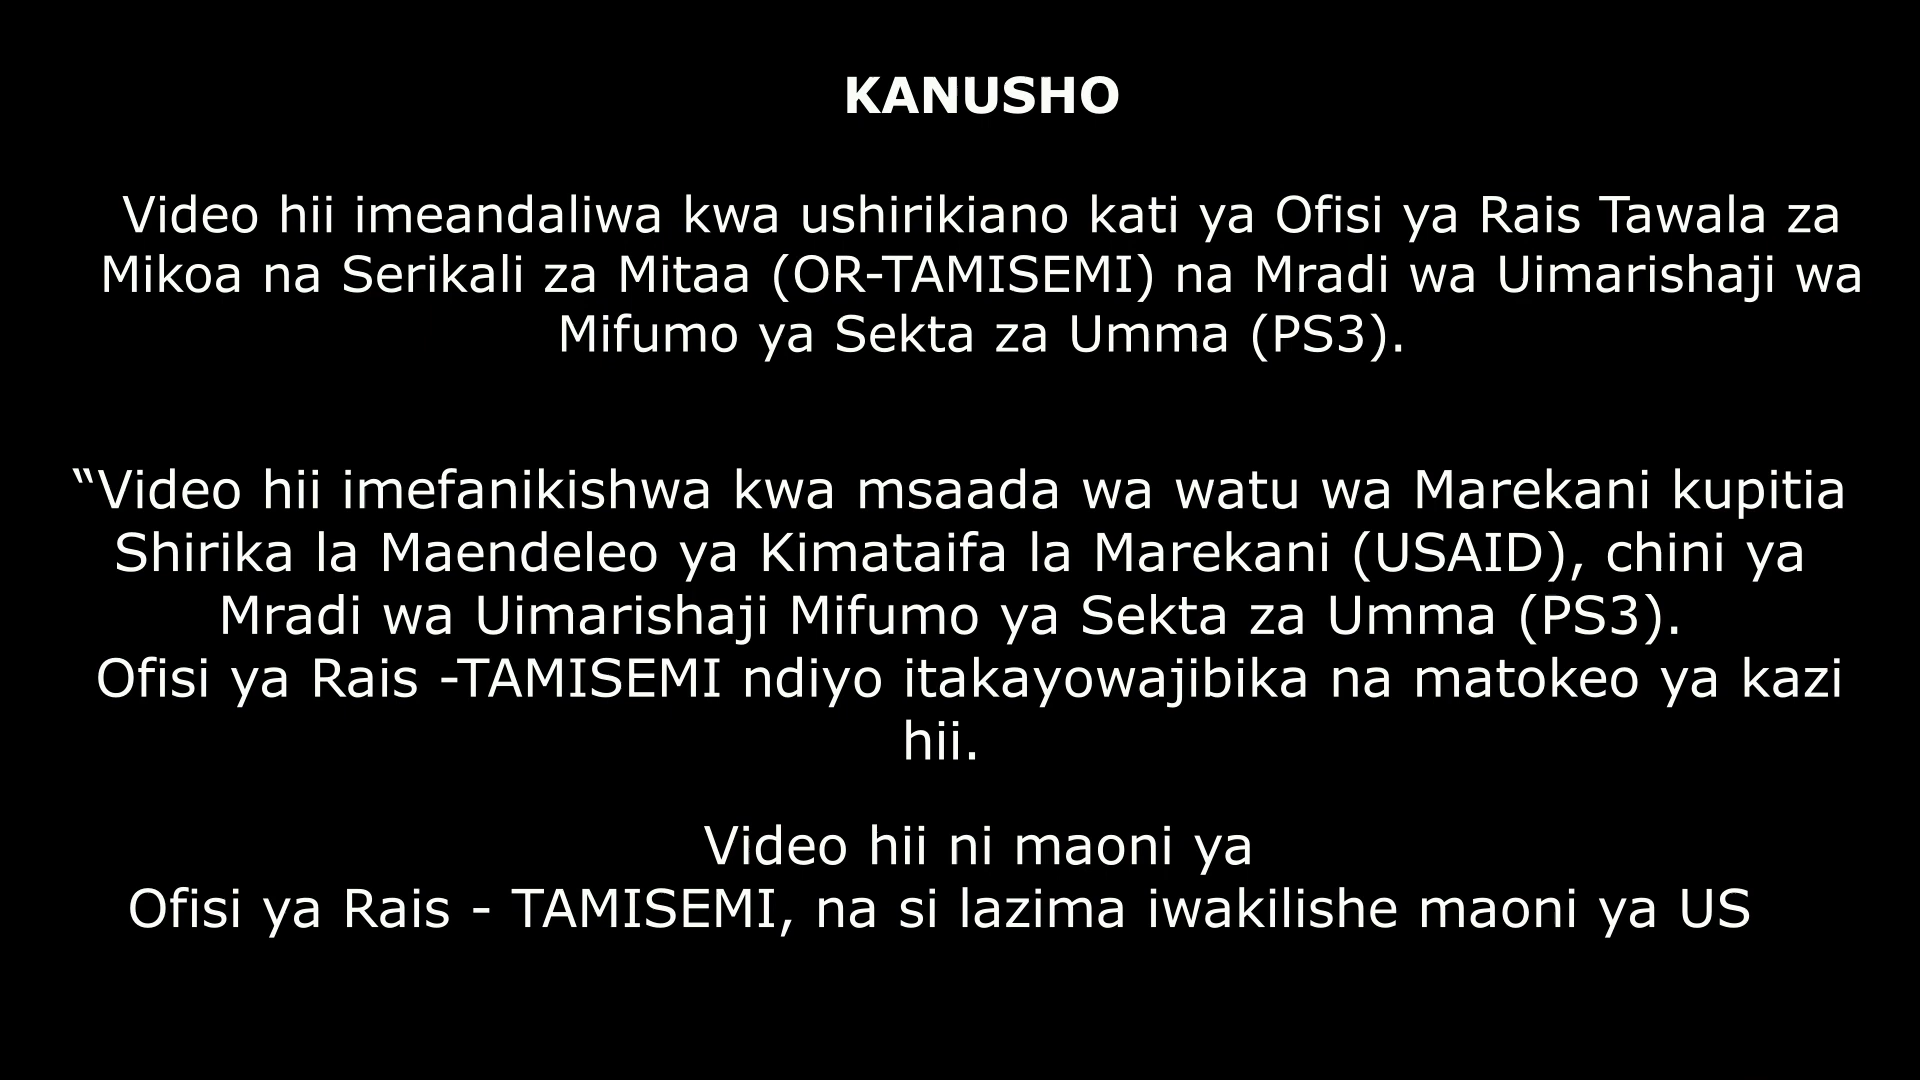 KANUSHO
Video hii imeandaliwa kwa ushirikiano kati ya Ofisi ya Rais Tawala za
Mikoa na Serikali za Mitaa (OR-TAMISEMI) na Mradi wa Uimarishaji wa
Mifumo ya Sekta za Umma (PS3).
“Video hii imefanikishwa kwa msaada wa watu wa Marekani kupitia
Shirika la Maendeleo ya Kimataifa la Marekani (USAID), chini ya
Mradi wa Uimarishaji Mifumo ya Sekta za Umma (PS3).
Ofisi ya Rais -TAMISEMI ndiyo itakayowajibika na matokeo ya kazi
hii.
Video hii ni maoni ya
Ofisi ya Rais - TAMISEMI, na si lazima iwakilishe maoni ya US